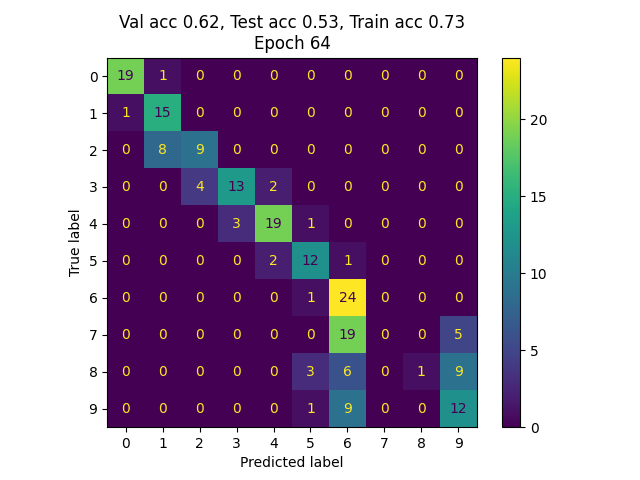 Val acc 0.62, Test acc 0.53, Train acc 0.73
Epoch 64
0 19 1 0 0 0 0 0 0 0 0
1 1 15 0 0 0 0 0 0 0 0
2 0 8 9 0 0 0 0 0 0 0
3 0 0 4 13 2 0 0 0 0 0
4 0 0 0 3 19 1 0 0 0 0
5 0 0 0 0 2 12 1 0 0 0
6 0 0 0 0 0 1 24 0 0 0
7 0 0 0 0 0 0 19 0 0 5
8 0 0 0 0 0 3 6 0 1 9
9 0 0 0 0 0 1 9 0 0 12
0 1 2 3 4 5 6 7 8 9
Predicted label
True label
20
15
10
5
0